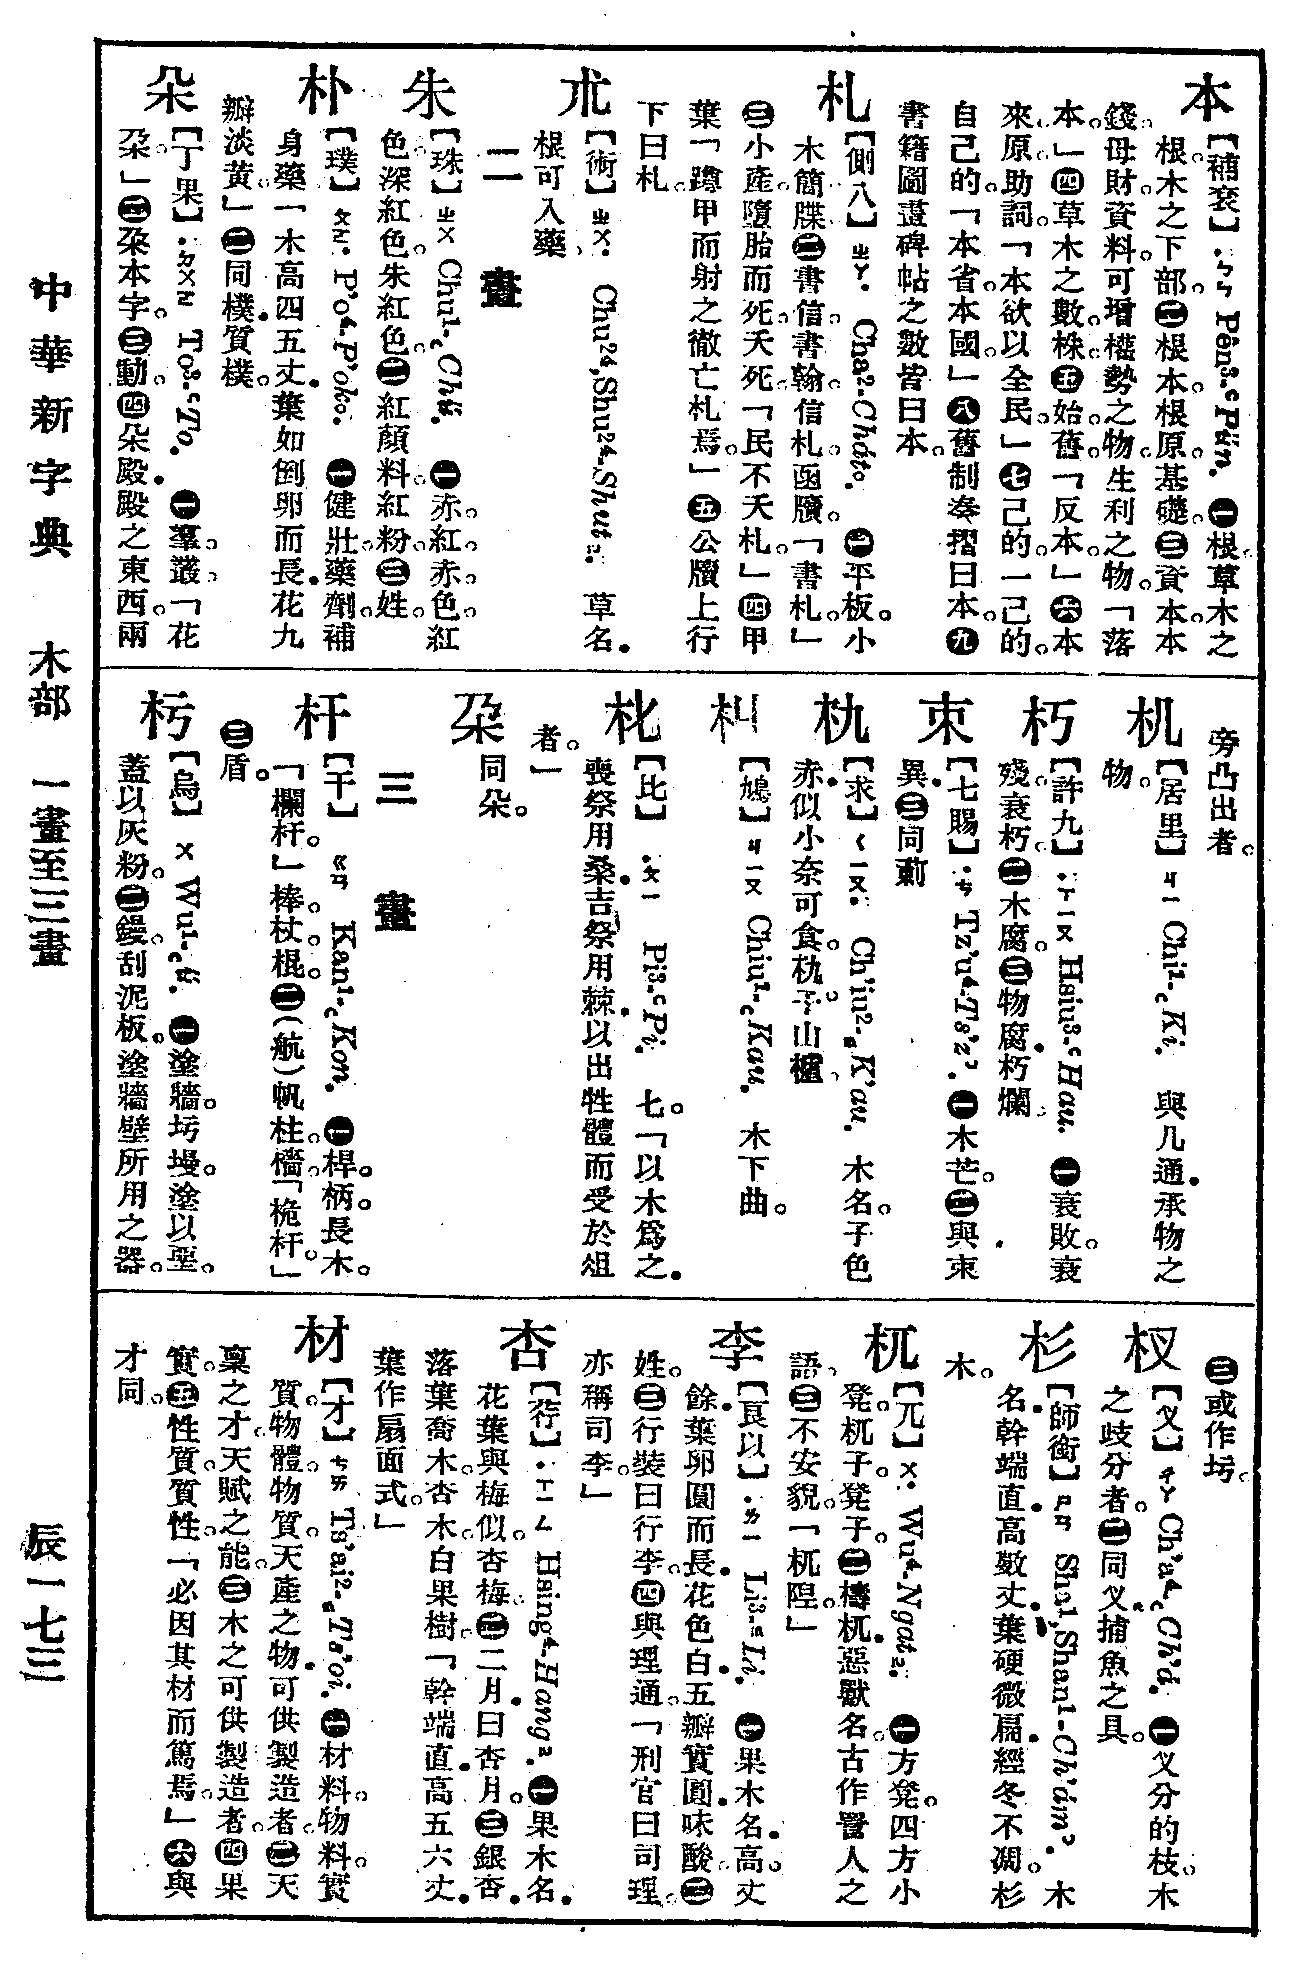 本
【補袞】·ㄅㄣ Pên³-ᶜPún. ㊀根草木之
根。木之下部。㊁根本。根原。基礎。㊂資本。本
錢。母財。資料。可增權勢之物。生利之物。「落
本。」㊃草木之數。株。㊄始。舊。「反本。」㊅本
來。原。助詞。「本欲以全民。」㊆己的。一己的。
自己的。「本省。本國。」㊇舊制奏摺曰本。㊈
書籍圖畫碑帖之數皆曰本。
札
【側八】ㄓㄚ· Cha²-Chát。. ㊀平板。小
木簡牒㊁書信。書翰。信札。函牘。「書札。」
㊂小產。墮胎而死。夭死。「民不夭札。」㊃甲
葉「蹲甲而射之徹亡札焉。」㊄公牘上行
下曰札。
朮
【術】ㄓㄨ· Chu²⁴,Shu²⁴-Shut₂. 草名.
根可入藥。
二 畫
朱
【珠】ㄓㄨ Chu¹-꜀Chü. ㊀赤。紅。赤色。紅
色。深紅色。朱紅色。㊁紅顏料。紅粉。㊂姓。
朴
【璞】ㄆㄛ· P'o⁴-P'ok。. ㊀健壯。藥劑補
身藥「木高四五丈.葉如倒卵而長.花九
瓣。淡黃。」㊁同樸.質樸。
朵
【丁果】·ㄉㄨㄛ To³-ᶜTo. ㊀羣。叢。「花
朵。」㊁朶本字。㊂動。㊃朵殿.殿之東西。兩
旁凸出者。
机
【居里】ㄐㄧ Chi¹-꜀Ki. 與几通.承物之
物。
朽
【許九】·ㄒㄧㄡ Hsiu³-ᶜHau. ㊀衰敗。衰
殘。衰朽。㊁木腐。㊂物腐.朽爛。
朿
【七賜】·ㄘ Tz'u⁴-Ts'z'ᵓ. ㊀木芒。㊁與束
異.㊂同莿
朹
【求】ㄑㄧㄡ· Ch'iu²-꜁K'au. 木名。子色
赤.似小奈可食。朹子。山樝。
朻
【鳩】ㄐㄧㄡ Chiu¹-꜀Kau. 木下曲。
朼
【比】·ㄆㄧ Pi³-ᶜPi. 七。「以木爲之.
喪祭用桑.吉祭用棘.以出牲體而受於俎
者。」
朶
同朵。
三 畫
杆
【干】ㄍㄢ Kan¹-꜀Kon. ㊀桿。柄。長木。
「欄杆。」棒。杖。棍。㊁(航)帆柱。檣。「桅杆。」
㊂盾。
杇
【烏】ㄨ Wu¹-꜀ú. ㊀塗牆。圬墁。塗以堊。
蓋以灰粉。㊁鏝。刮泥板。塗牆壁所用之器。
㊂或作圬。
杈
【义】ㄔㄚ Ch'a⁴-꜀Ch'á. ㊀义分的枝。木
之歧分者。㊁同义.捕魚之具。
杉
【師銜】ㄕㄢ Sha¹,Shan¹-Ch'ám'ᵓ. 木
名.幹端直.高數丈.葉硬微扁.經冬不凋。杉
木。
杌
【兀】ㄨ· Wu⁴-Ngat₂. ㊀方凳。四方小
凳。杌子。凳子。㊁檮杌.惡獸名。古作詈人之
語。㊂不安貌。「杌隉。」
李
【艮以】·ㄌㄧ Li³-ᶜLi. ㊀果木名.高丈
餘.葉卵圓而長.花色白.五瓣.實圓.味酸。㊁
姓。㊂行裝曰行李。㊃與理通。「刑官曰司理。
亦稱司李。」
杏
【荇】·ㄒㄧㄥ Hsing⁴-Hang². ㊀果木名.
花葉與梅似。杏梅。㊁二月.曰杏月。㊂銀杏.
落葉喬木。杏木.白果樹。「幹端直.高五六丈.
葉作扇面式。」
材
【才】ㄘㄞ Ts'ai²-꜁Ts'oi. ㊀材料。物料。實
質。物體。物質。天產之物.可供製造者。㊁天
稟之才。天賦之能。㊂木之可供製造者。㊃果
實。㊄性質。質性。「必因其材而篤焉。」㊅與
才同。
中華新字典 木部 一畫至三畫 辰一七三